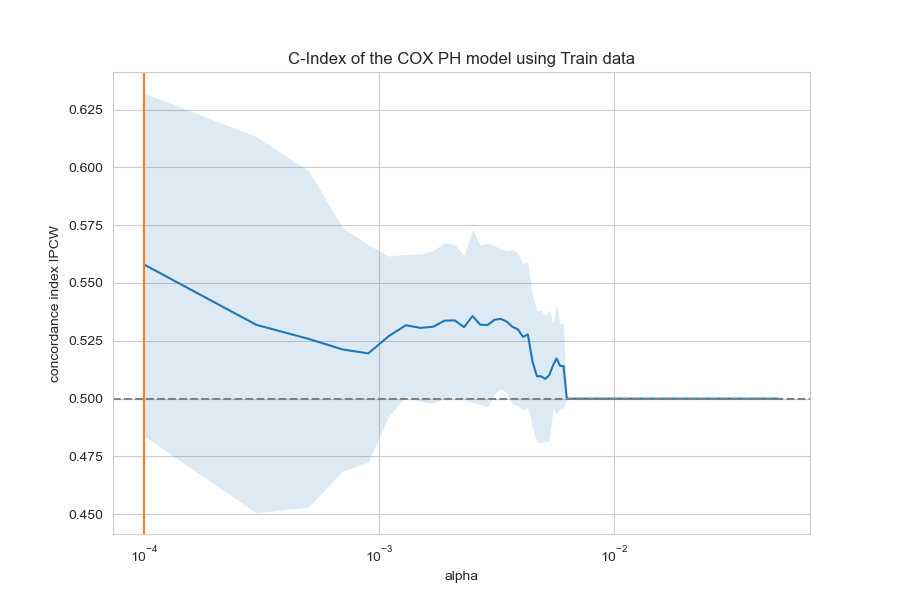 C-Index of the COX PH model using Train data
concordance index IPCW
0.625
0.600
0.575
0.550
0.525
0.500
0.475
0.450
10⁻⁴ 10⁻³ 10⁻²
alpha